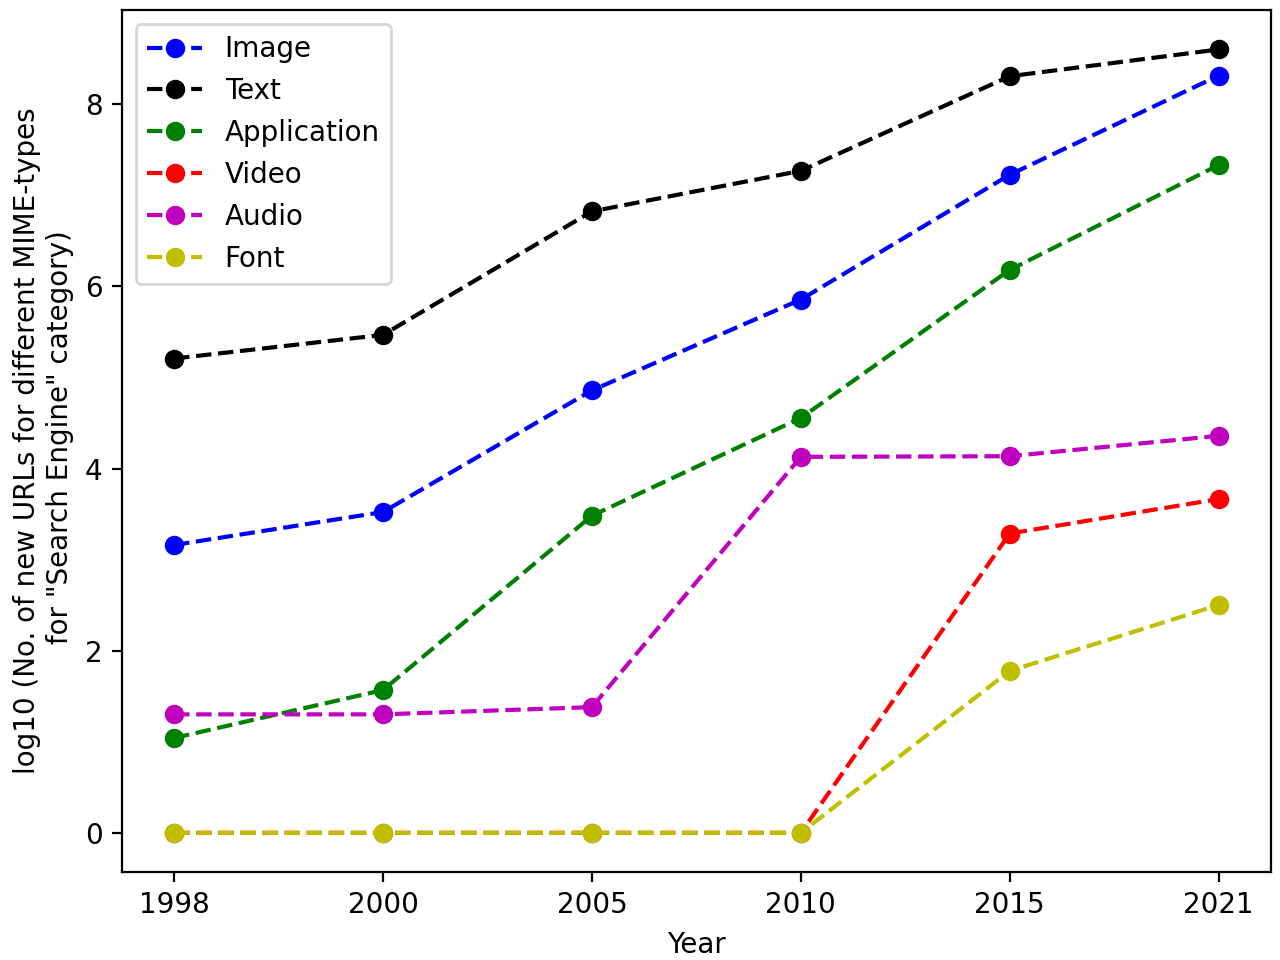 log10 (No. of new URLs for different MIME-types
for "Search Engine" category)
8
6
4
2
0
Image
Text
Application
Video
Audio
Font
1998 2000 2005 2010 2015 2021
Year